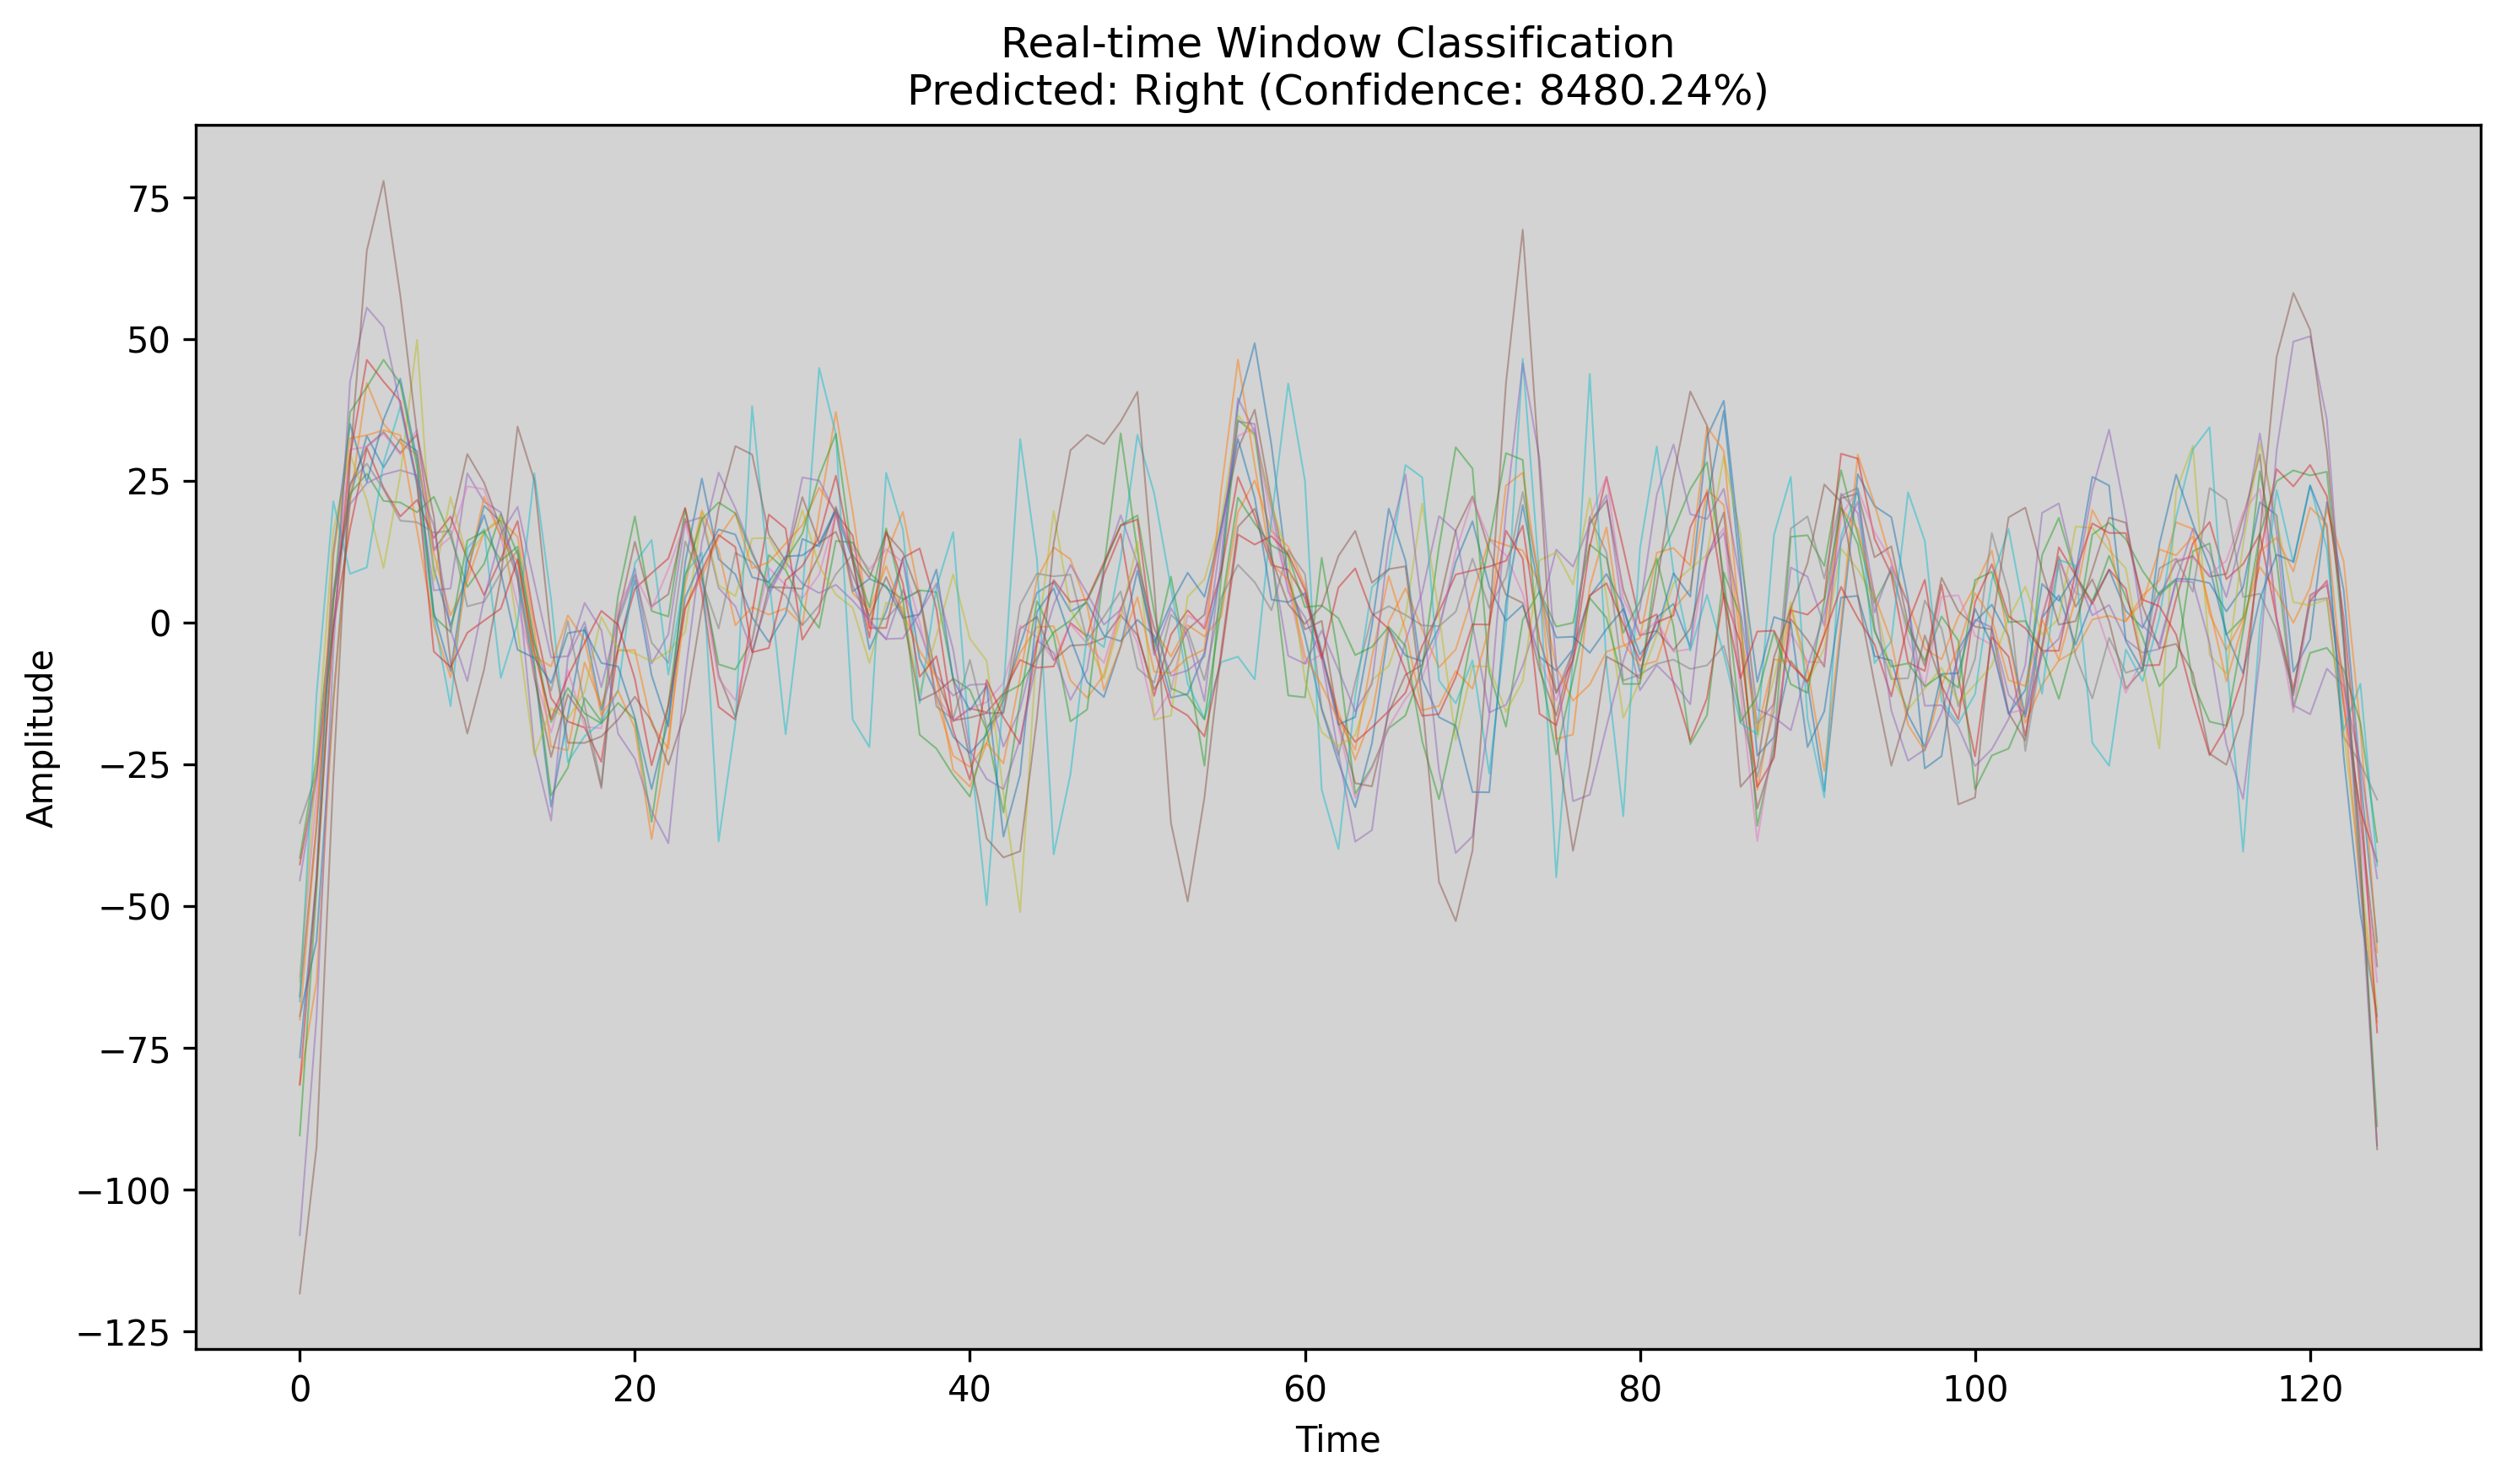 Real-time Window Classification
Predicted: Right (Confidence: 8480.24%)
75
50
25
0
−25
−50
−75
−100
−125
Amplitude
0 20 40 60 80 100 120
Time